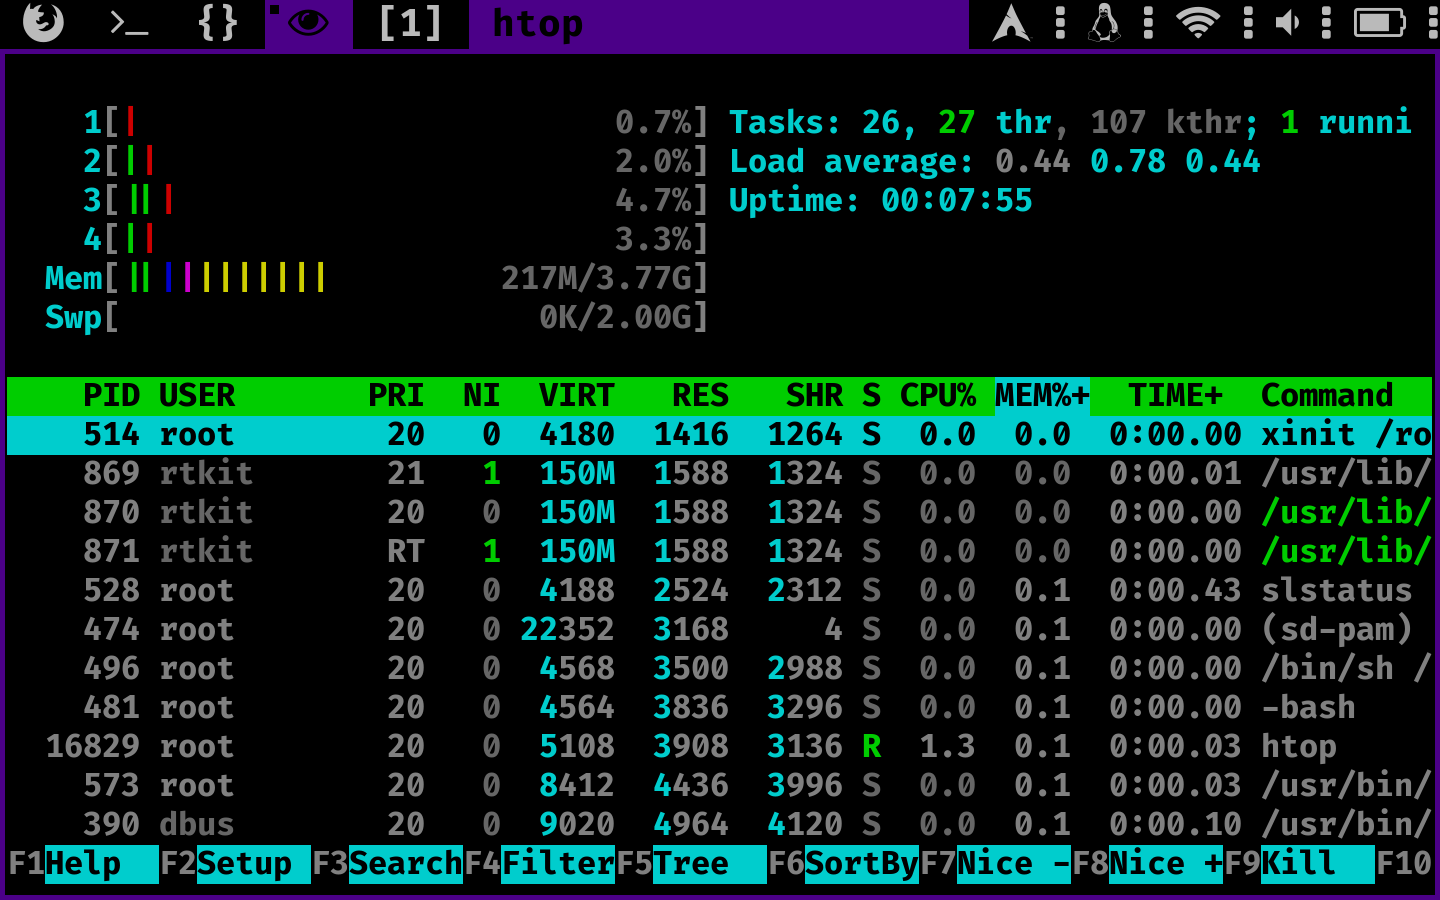 >_ {} [1] htop
1[ 0.7%] Tasks: 26, 27 thr, 107 kthr; 1 runni
2[ 2.0%] Load average: 0.44 0.78 0.44
3[ 4.7%] Uptime: 00:07:55
4[ 3.3%]
Mem[ 217M/3.77G]
Swp[ 0K/2.00G]
PID USER PRI NI VIRT RES SHR S CPU% MEM%+ TIME+ Command
514 root 20 0 4180 1416 1264 S 0.0 0.0 0:00.00 xinit /ro
869 rtkit 21 1 150M 1588 1324 S 0.0 0.0 0:00.01 /usr/lib/
870 rtkit 20 0 150M 1588 1324 S 0.0 0.0 0:00.00 /usr/lib/
871 rtkit RT 1 150M 1588 1324 S 0.0 0.0 0:00.00 /usr/lib/
528 root 20 0 4188 2524 2312 S 0.0 0.1 0:00.43 slstatus
474 root 20 0 22352 3168 4 S 0.0 0.1 0:00.00 (sd-pam)
496 root 20 0 4568 3500 2988 S 0.0 0.1 0:00.00 /bin/sh /
481 root 20 0 4564 3836 3296 S 0.0 0.1 0:00.00 -bash
16829 root 20 0 5108 3908 3136 R 1.3 0.1 0:00.03 htop
573 root 20 0 8412 4436 3996 S 0.0 0.1 0:00.03 /usr/bin/
390 dbus 20 0 9020 4964 4120 S 0.0 0.1 0:00.10 /usr/bin/
F1Help F2Setup F3SearchF4FilterF5Tree F6SortByF7Nice -F8Nice +F9Kill F10